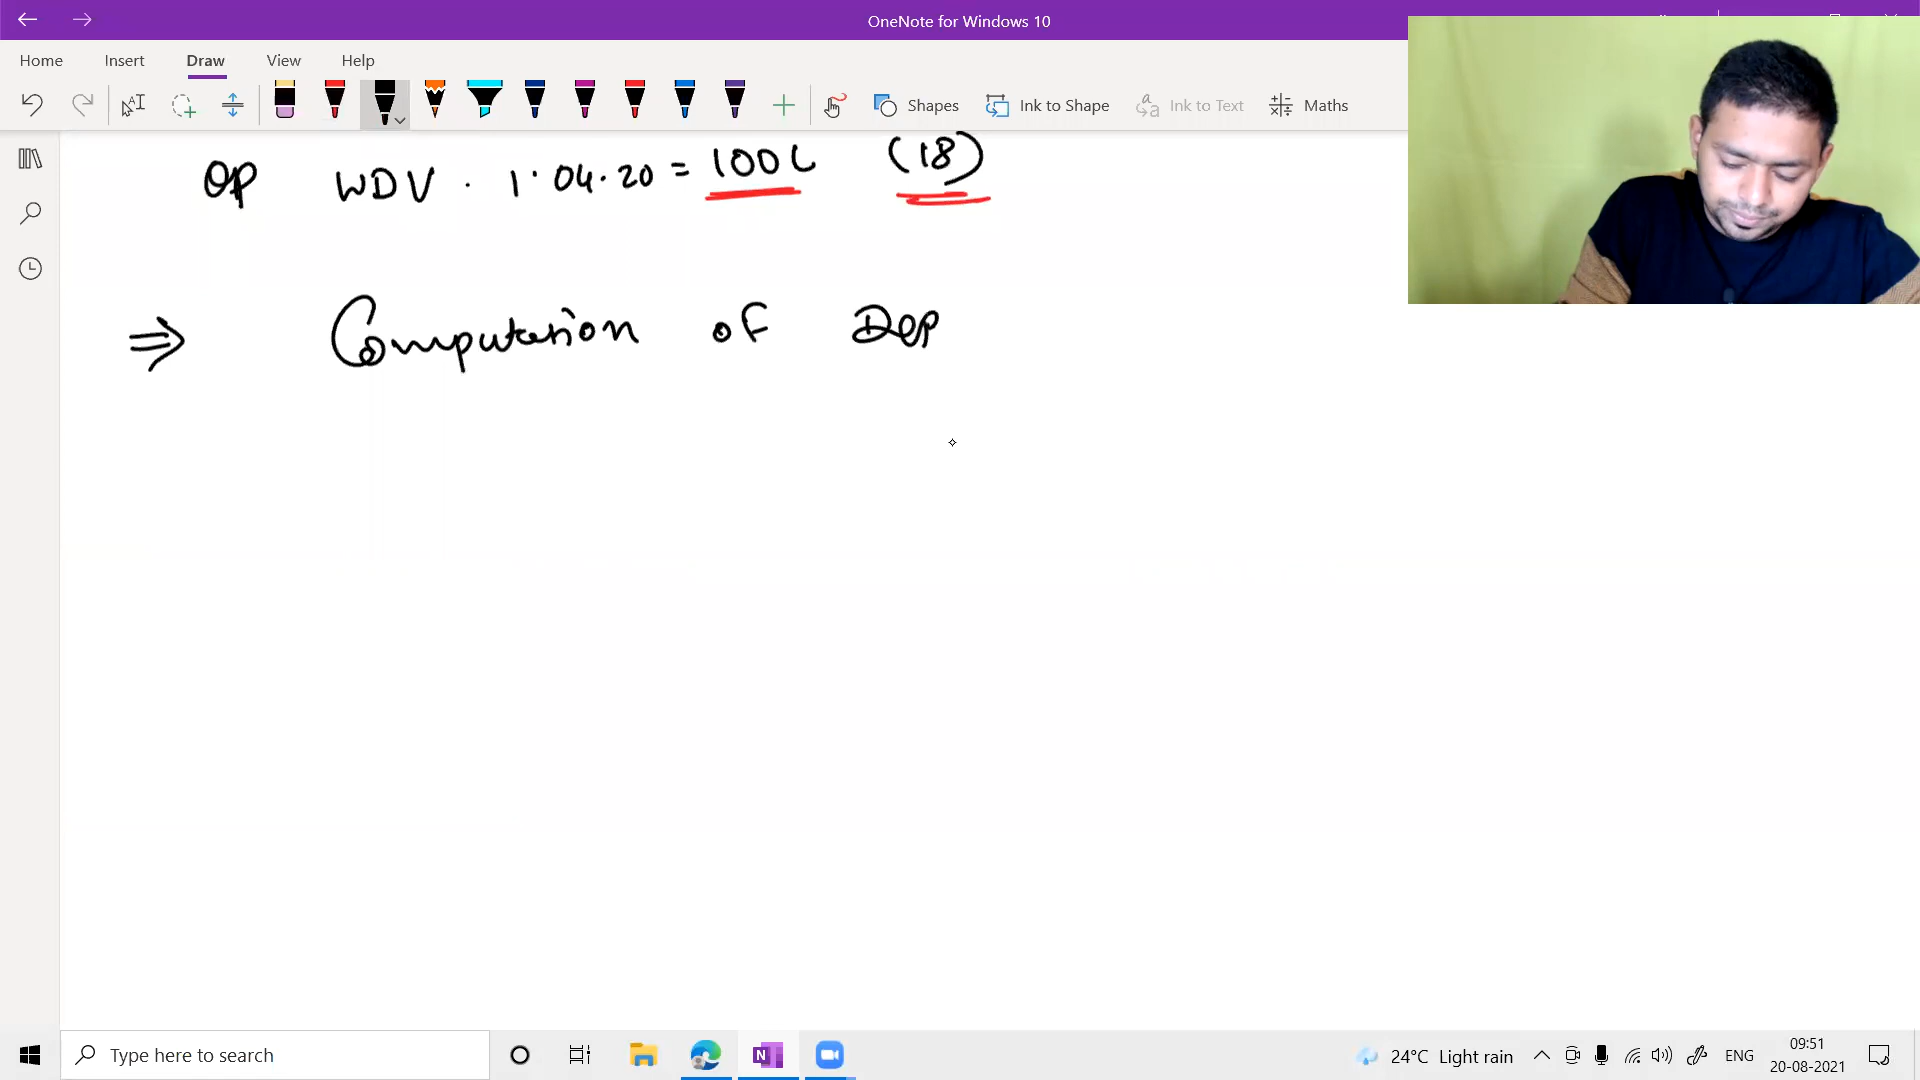 OneNote for Windows 10
Home Insert Draw View Help
Shapes Ink to Shape Ink to Text Maths
Op WDV . 1.04.20 = 100L (18)
⇒ Computation of Dep
Type here to search
24°C Light rain ENG 09:51
20-08-2021